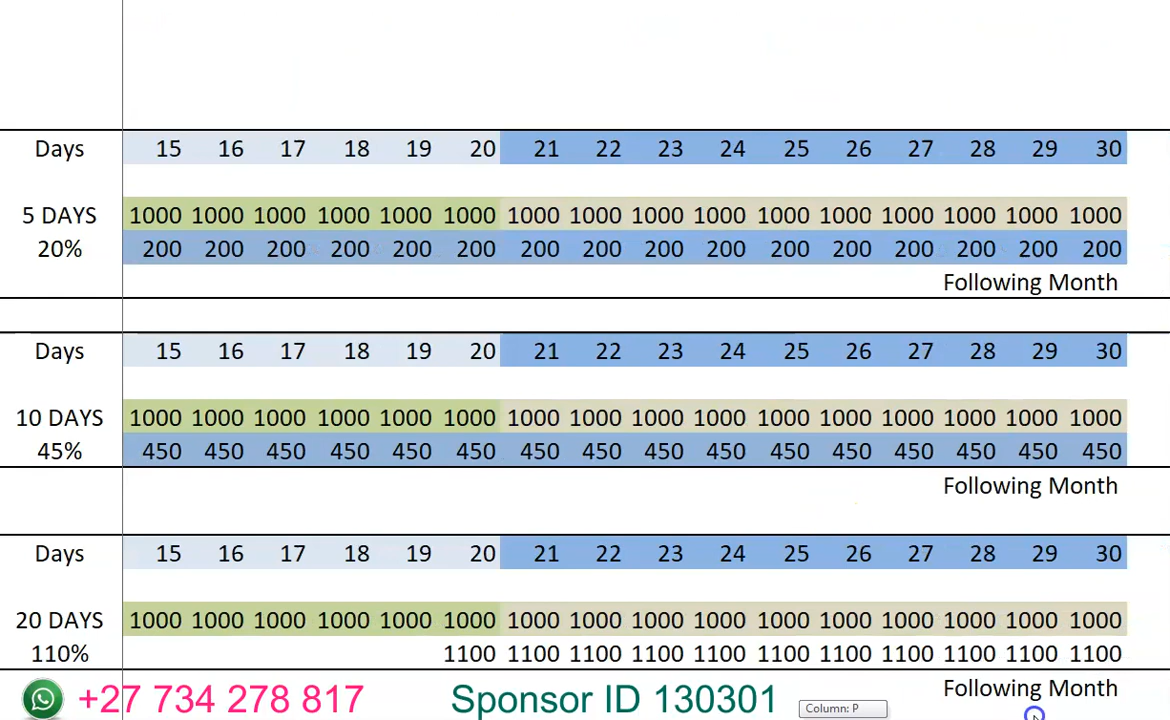 Days 15 16 17 18 19 20 21 22 23 24 25 26 27 28 29 30
5 DAYS 1000 1000 1000 1000 1000 1000 1000 1000 1000 1000 1000 1000 1000 1000 1000 1000
20% 200 200 200 200 200 200 200 200 200 200 200 200 200 200 200 200
Following Month
Days 15 16 17 18 19 20 21 22 23 24 25 26 27 28 29 30
10 DAYS 1000 1000 1000 1000 1000 1000 1000 1000 1000 1000 1000 1000 1000 1000 1000 1000
45% 450 450 450 450 450 450 450 450 450 450 450 450 450 450 450 450
Following Month
Days 15 16 17 18 19 20 21 22 23 24 25 26 27 28 29 30
20 DAYS 1000 1000 1000 1000 1000 1000 1000 1000 1000 1000 1000 1000 1000 1000 1000 1000
110% 1100 1100 1100 1100 1100 1100 1100 1100 1100 1100 1100
Following Month
+27 734 278 817 Sponsor ID 130301
Column: P